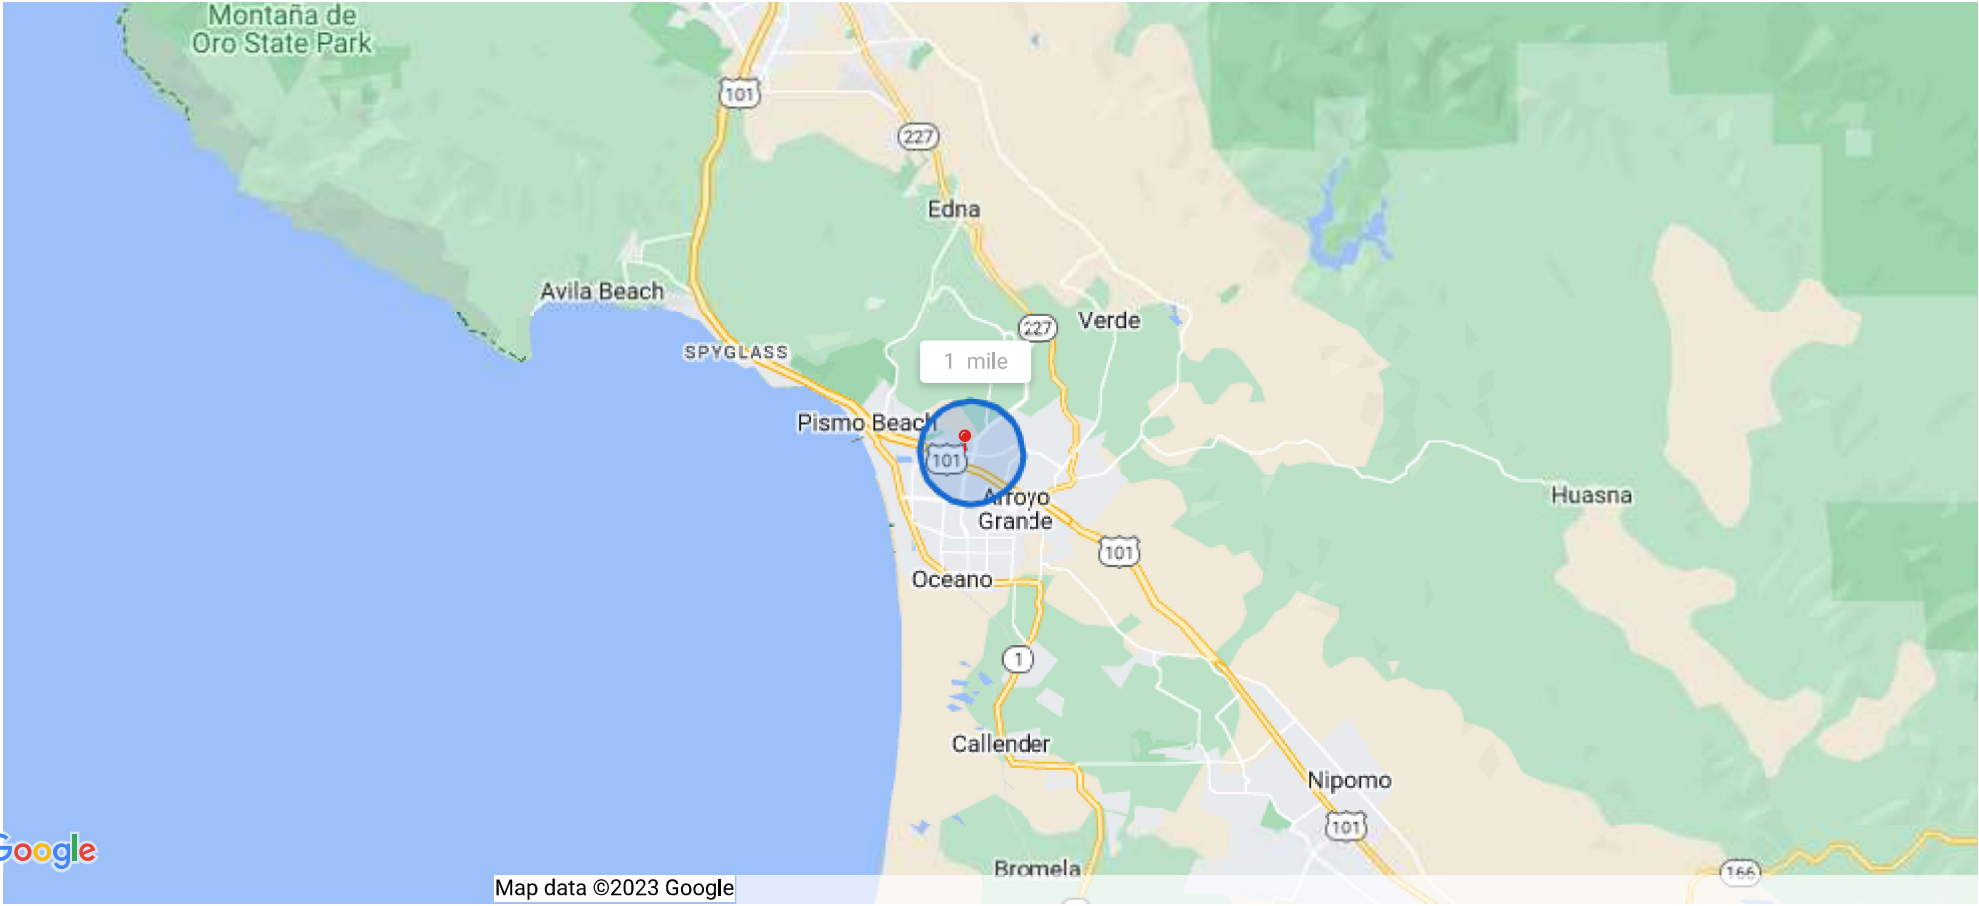 Montaña de
Oro State Park
101
227
Edna
Avila Beach
227
Verde
SPYGLASS
1 mile
Pismo Beach
101
Arroyo
Grande
Huasna
101
Oceano
1
Callender
Nipomo
101
Bromela
166
Google
Map data ©2023 Google